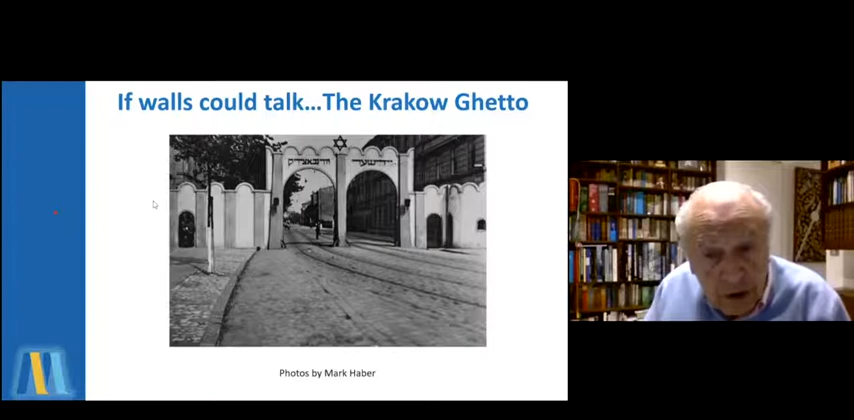 If walls could talk...The Krakow Ghetto
Photos by Mark Haber